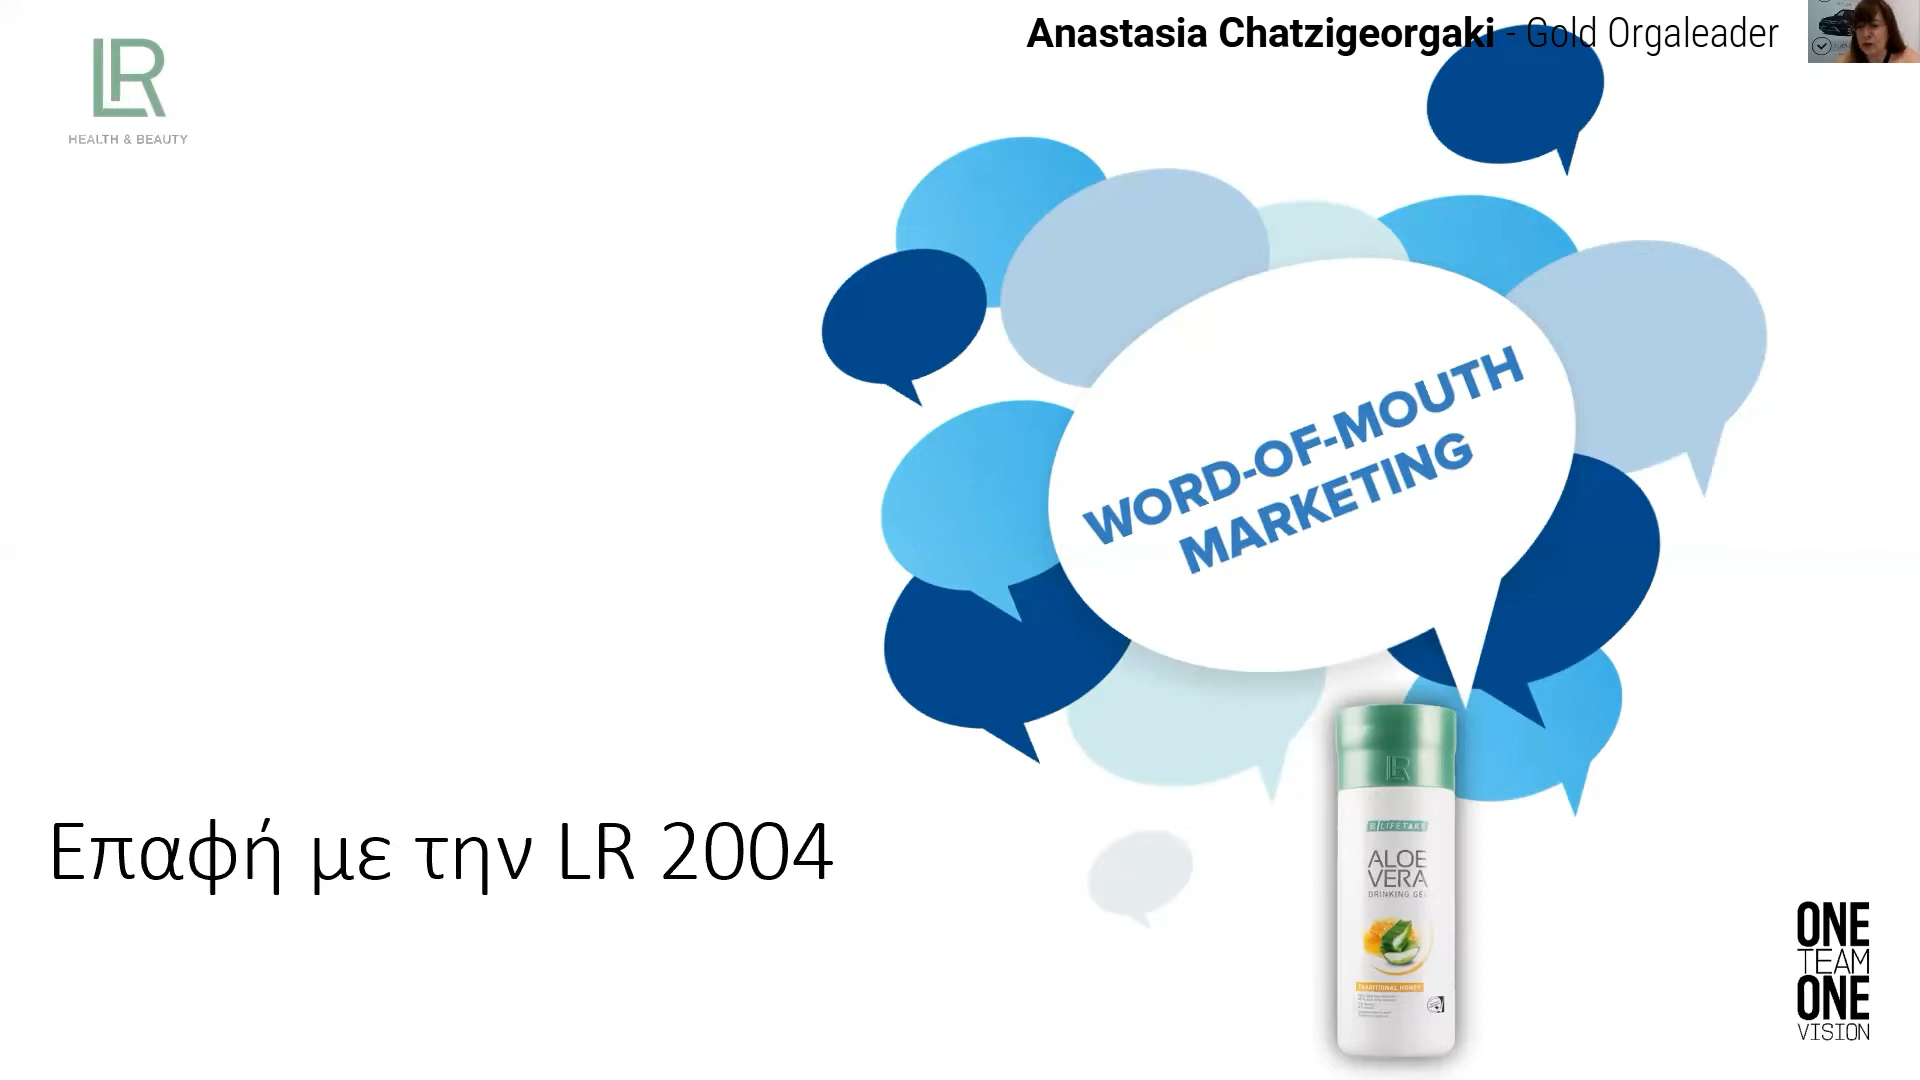 Anastasia Chatzigeorgaki - Gold Orgaleader
LR
HEALTH & BEAUTY
WORD-OF-MOUTH
MARKETING
Επαφή με την LR 2004
LR
LIFETAKT
ALOE
VERA
DRINKING GEL
TRADITIONAL HONEY
ONE
TEAM
ONE
VISION